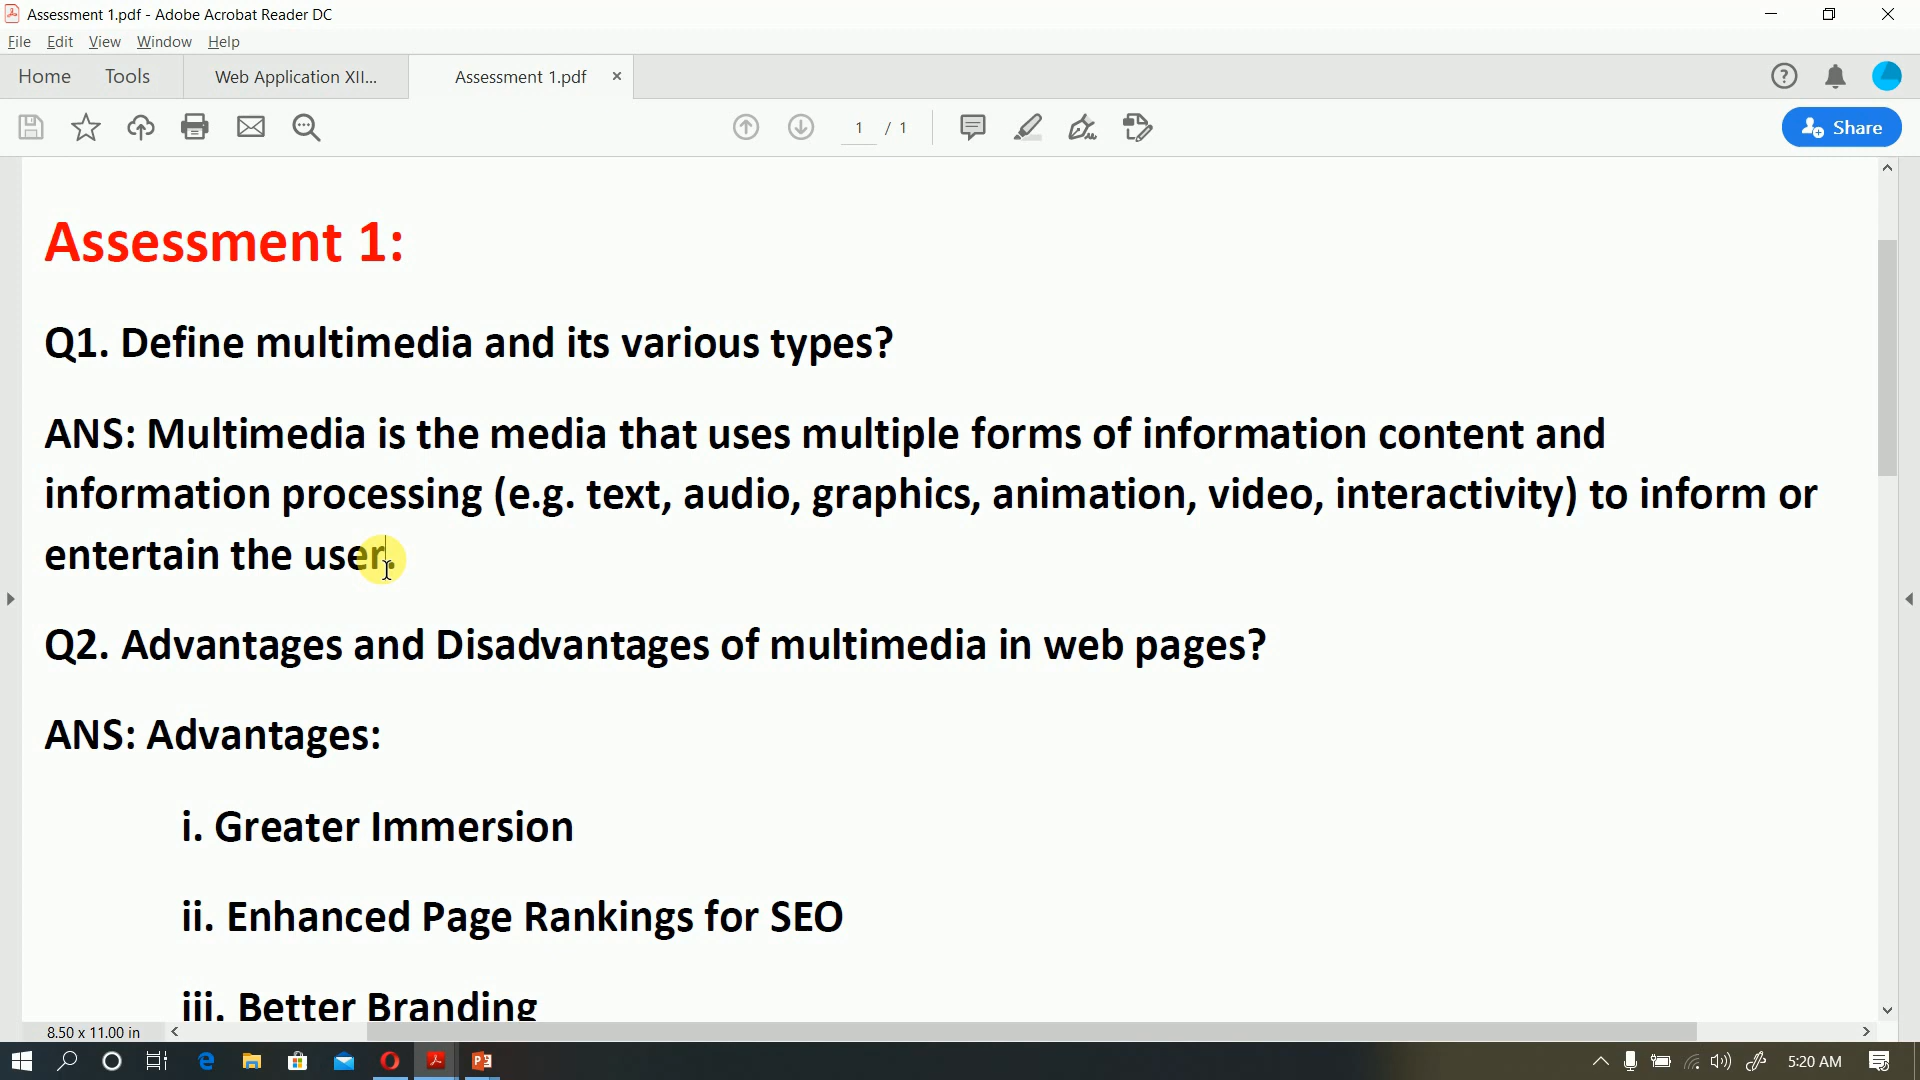 Assessment 1.pdf - Adobe Acrobat Reader DC
File Edit View Window Help
Home Tools Web Application XII... Assessment 1.pdf ×
1 / 1 Share
Assessment 1:
Q1. Define multimedia and its various types?
ANS: Multimedia is the media that uses multiple forms of information content and
information processing (e.g. text, audio, graphics, animation, video, interactivity) to inform or
entertain the user.
Q2. Advantages and Disadvantages of multimedia in web pages?
ANS: Advantages:
i. Greater Immersion
ii. Enhanced Page Rankings for SEO
iii. Better Branding
8.50 x 11.00 in
5:20 AM